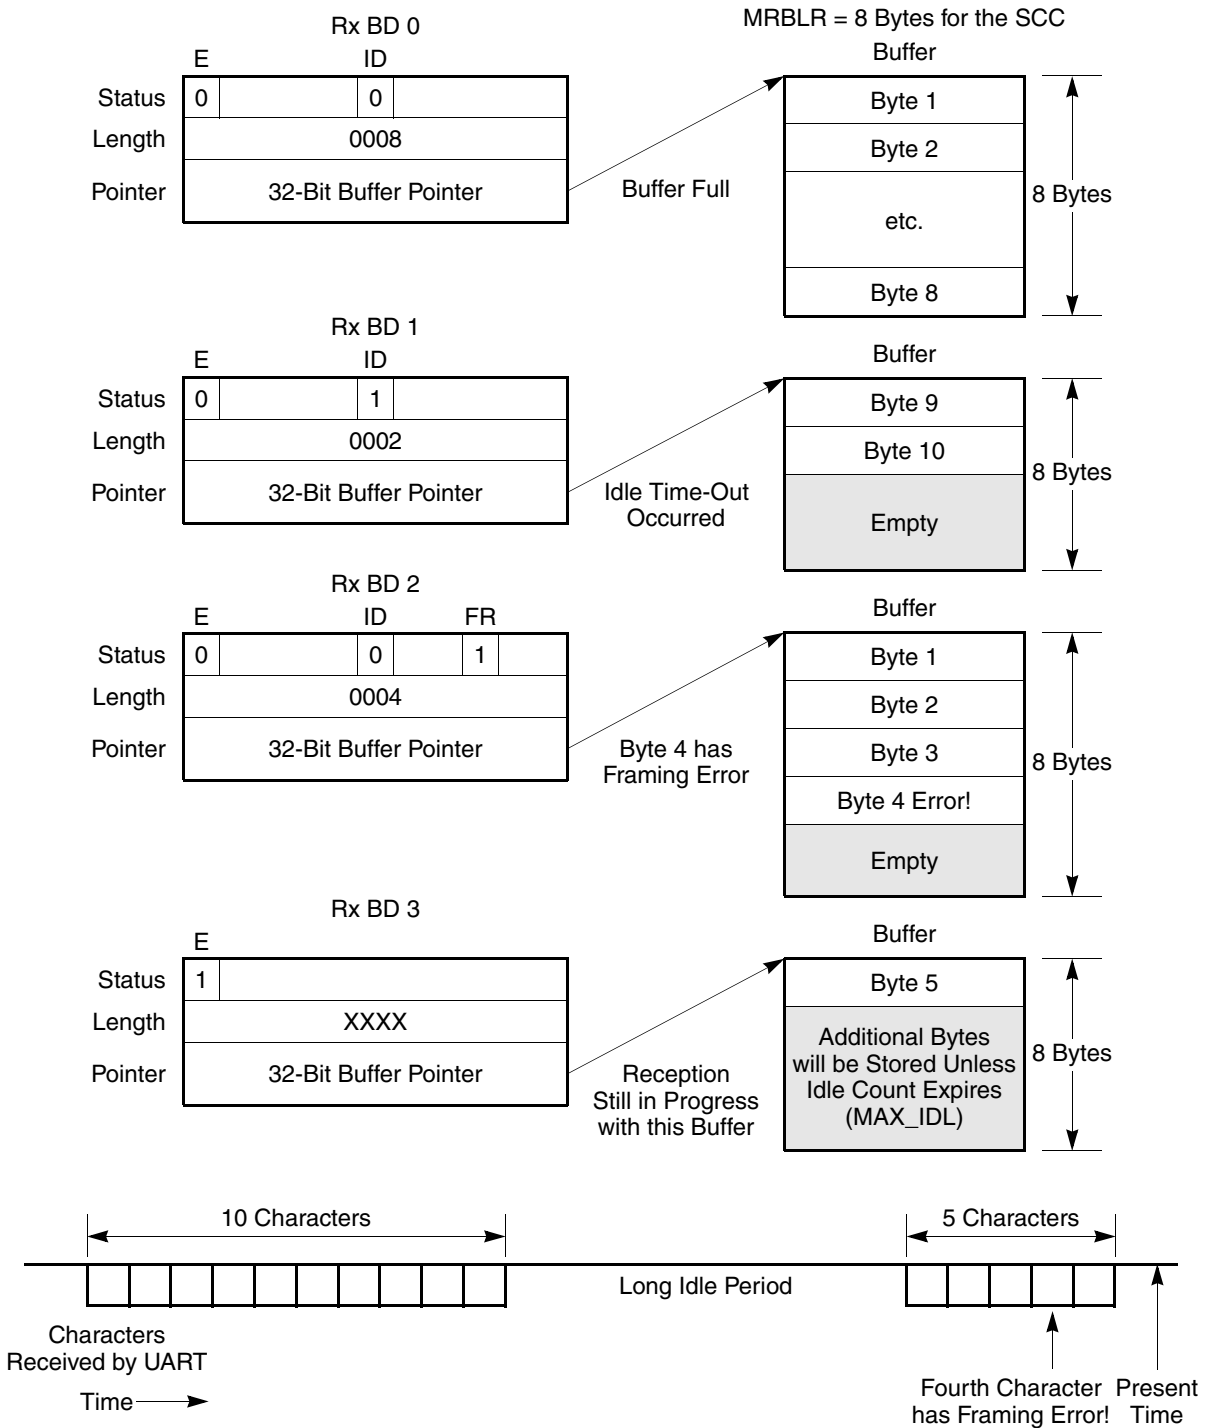 MRBLR = 8 Bytes for the SCC
Rx BD 0
Buffer
E ID
Status 0 0
Length 0008
Pointer 32-Bit Buffer Pointer
Buffer Full
Byte 1
Byte 2
etc.
Byte 8
8 Bytes
Rx BD 1
Buffer
E ID
Status 0 1
Length 0002
Pointer 32-Bit Buffer Pointer
Idle Time-Out
Occurred
Byte 9
Byte 10
Empty
8 Bytes
Rx BD 2
Buffer
E ID FR
Status 0 0 1
Length 0004
Pointer 32-Bit Buffer Pointer
Byte 4 has
Framing Error
Byte 1
Byte 2
Byte 3
Byte 4 Error!
Empty
8 Bytes
Rx BD 3
Buffer
E
Status 1
Length XXXX
Pointer 32-Bit Buffer Pointer
Reception
Still in Progress
with this Buffer
Byte 5
Additional Bytes
will be Stored Unless
Idle Count Expires
(MAX_IDL)
8 Bytes
10 Characters
5 Characters
Long Idle Period
Characters
Received by UART
Time
Fourth Character
has Framing Error!
Present
Time